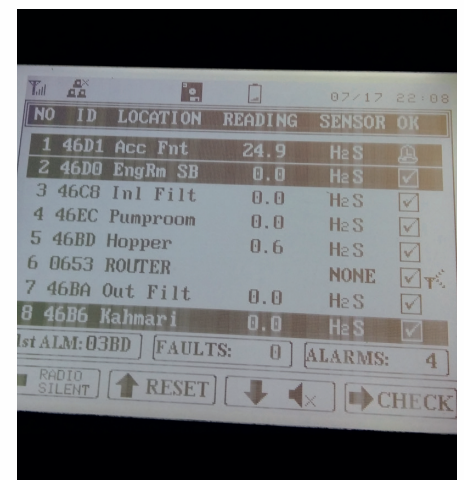 07/17 22:08
NO ID LOCATION READING SENSOR OK
1 46D1 Acc Fnt 24.9 H2S
2 46D0 EngRm SB 0.0 H2S
3 46C8 Inl Filt 0.0 H2S
4 46EC Pumproom 0.0 H2S
5 46BD Hopper 0.6 H2S
6 0653 ROUTER NONE
7 46BA Out Filt 0.0 H2S
8 46B6 Kahmari 0.0 H2S
1st ALM:03BD FAULTS: 0 ALARMS: 4
RADIO SILENT RESET CHECK